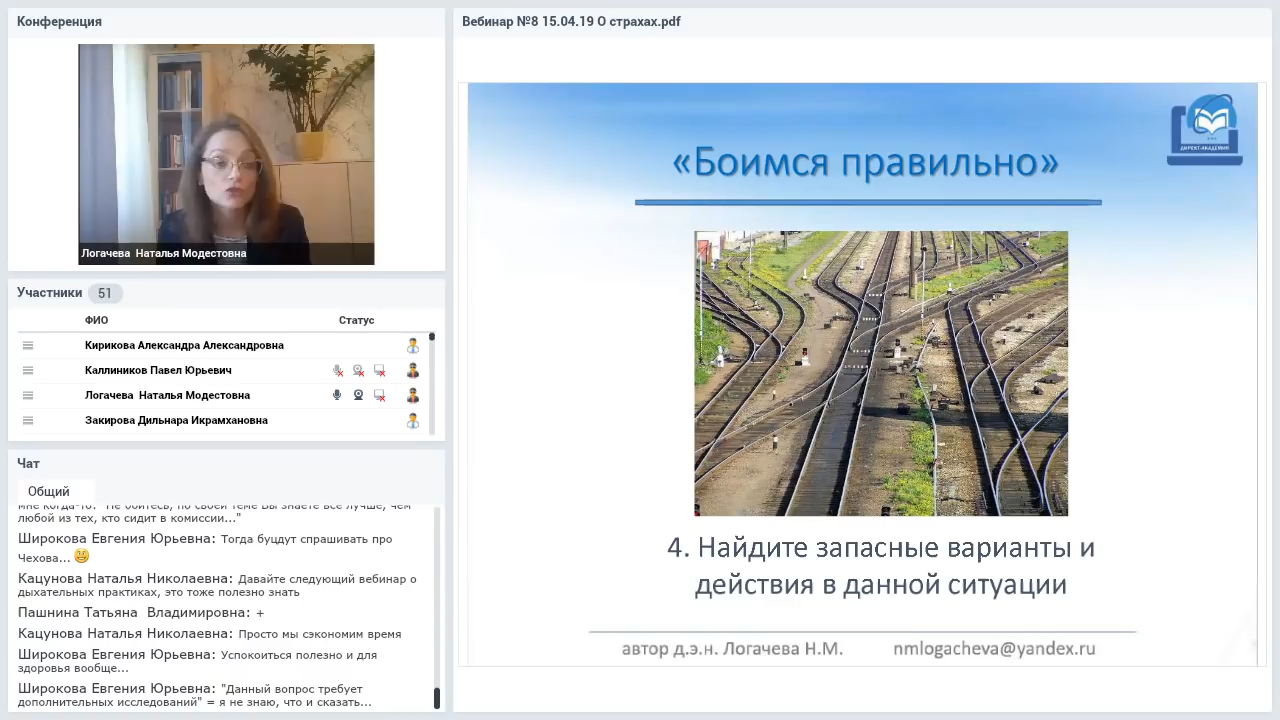 Конференция
Логачева  Наталья Модестовна
Участники 51
ФИО Статус
Кирикова Александра Александровна
Каллиников Павел Юрьевич
Логачева  Наталья Модестовна
Закирова Дильнара Икрамхановна
Чат
Общий
любой из тех, кто сидит в комиссии..."
Широкова Евгения Юрьевна: Тогда буцдут спрашивать про
Чехова...
Кацунова Наталья Николаевна: Давайте следующий вебинар о
дыхательных практиках, это тоже полезно знать
Пашнина Татьяна  Владимировна: +
Кацунова Наталья Николаевна: Просто мы сэкономим время
Широкова Евгения Юрьевна: Успокоиться полезно и для
здоровья вообще...
Широкова Евгения Юрьевна: "Данный вопрос требует
дополнительных исследований" = я не знаю, что и сказать...
Вебинар №8 15.04.19 О страхах.pdf
ДИРЕКТ-АКАДЕМИЯ
«Боимся правильно»
4. Найдите запасные варианты и
действия в данной ситуации
автор д.э.н. Логачева Н.М. nmlogacheva@yandex.ru